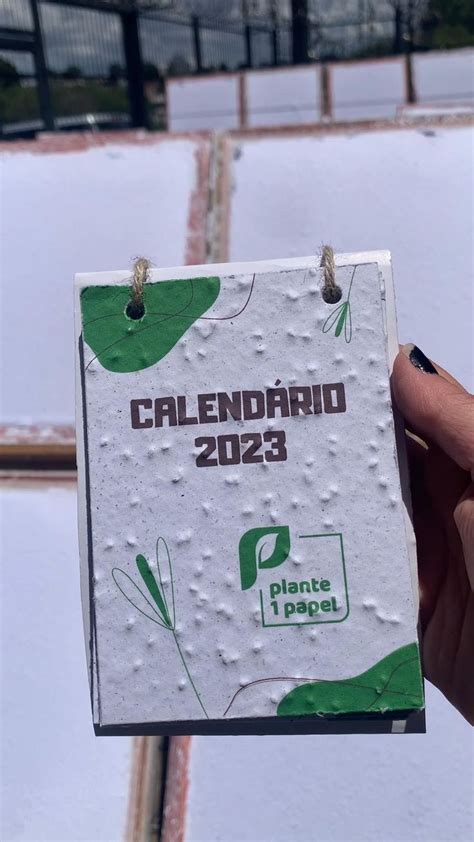 CALENDÁRIO
2023
plante
1 papel